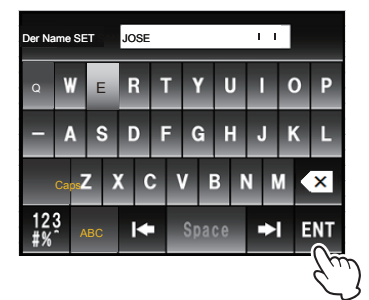 Der Name SET JOSE
Q W E R T Y U I O P
– A S D F G H J K L
Caps Z X C V B N M
123 #%^ ABC Space ENT